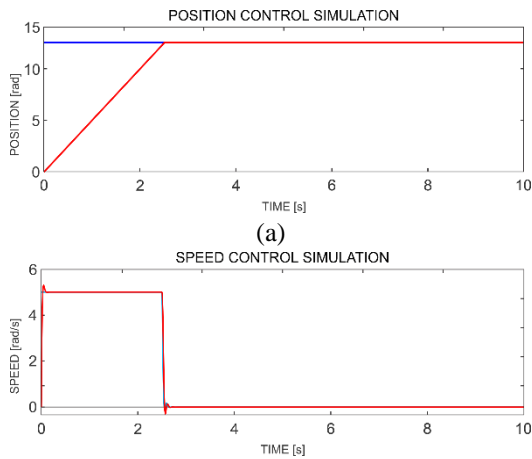 POSITION CONTROL SIMULATION
15
10
5
0
POSITION [rad]
0 2 4 6 8 10
TIME [s]
(a)
SPEED CONTROL SIMULATION
6
4
2
0
SPEED [rad/s]
0 2 4 6 8 10
TIME [s]